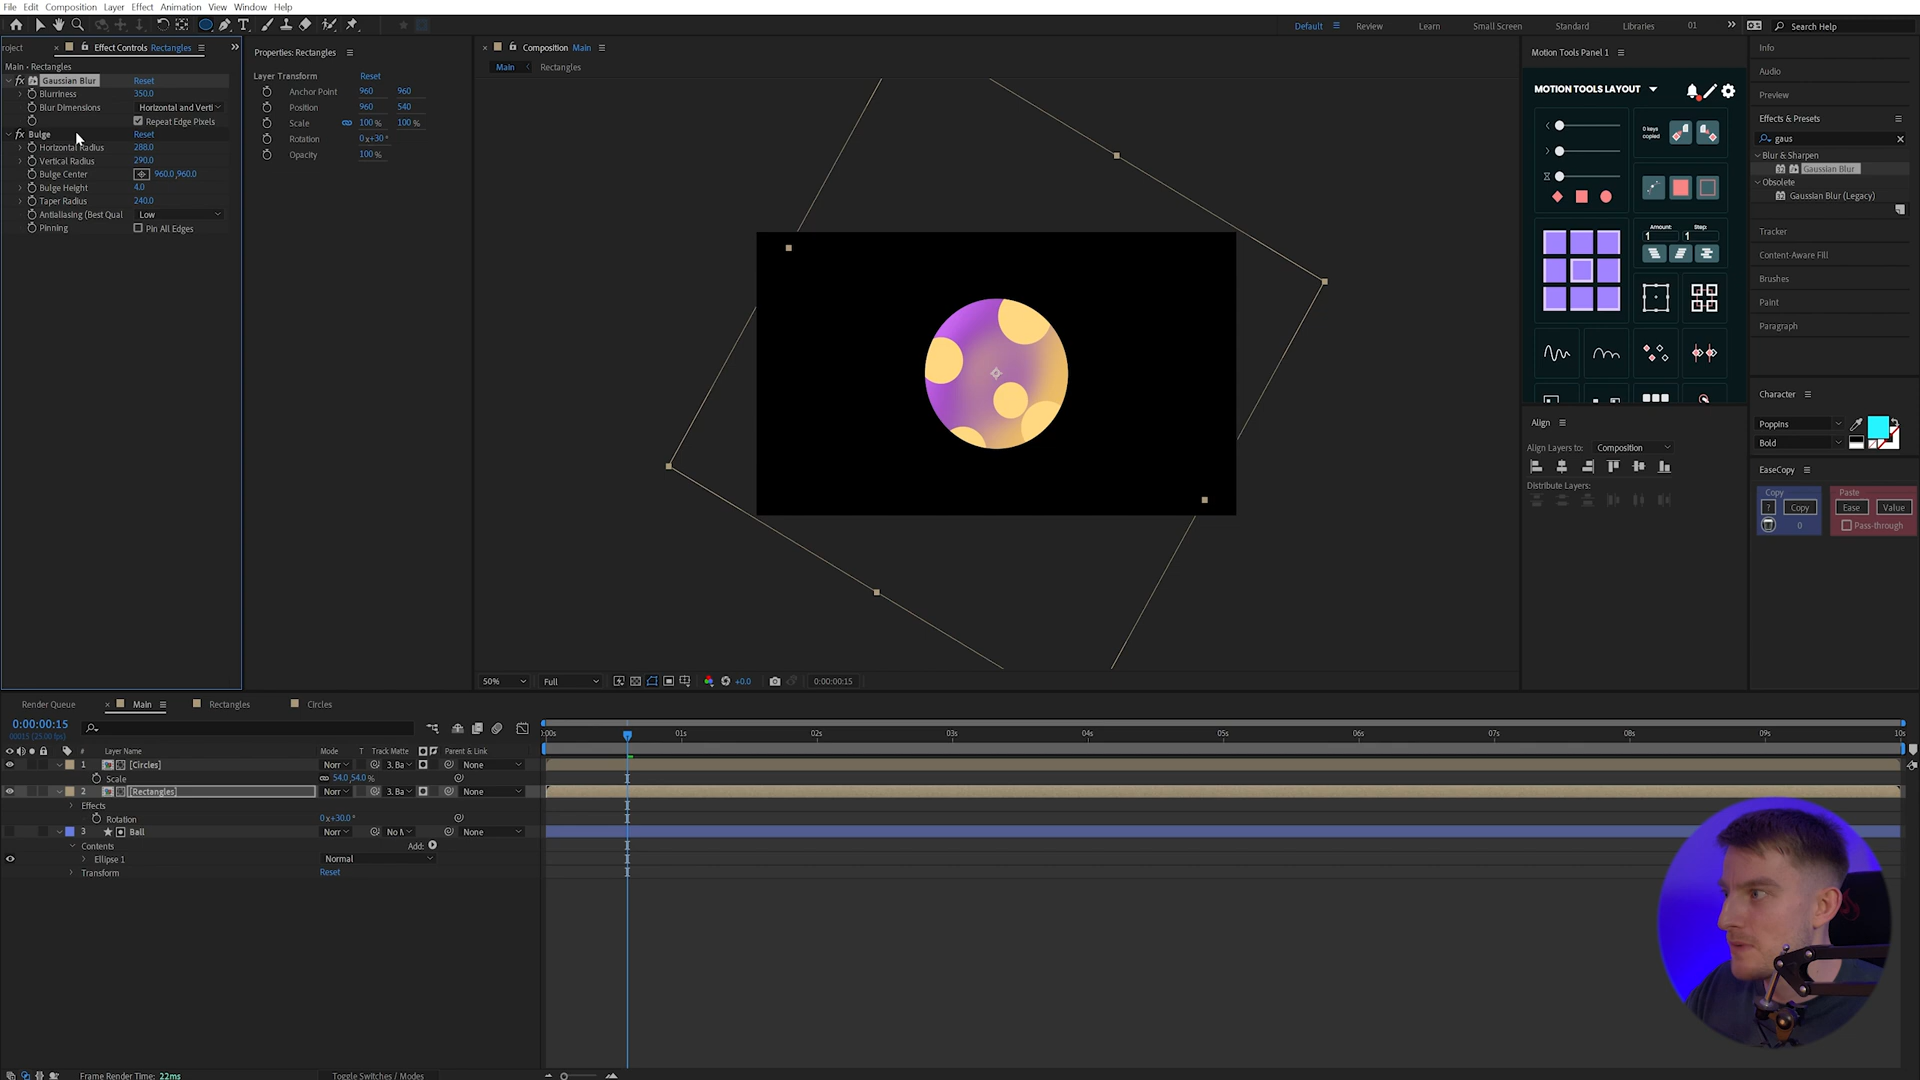 File Edit Composition Layer Effect Animation View Window Help
Default Review Learn Small Screen Standard Libraries 01 Search Help
roject Effect Controls Rectangles
Main • Rectangles
fx Gaussian Blur Reset
Blurriness 350.0
Blur Dimensions Horizontal and Verti
Repeat Edge Pixels
fx Bulge Reset
Horizontal Radius 288.0
Vertical Radius 290.0
Bulge Center 960.0,960.0
Bulge Height 4.0
Taper Radius 240.0
Antialiasing (Best Qual Low
Pinning Pin All Edges
Properties: Rectangles
Layer Transform Reset
Anchor Point 960 960
Position 960 540
Scale 100 % 100 %
Rotation 0x+30°
Opacity 100 %
Composition Main
Main Rectangles
50% Full +0.0 0:00:00:15
Motion Tools Panel 1
MOTION TOOLS LAYOUT
0 keys
copied
Amount: Step:
1 1
Align
Align Layers to: Composition
Distribute Layers:
Info
Audio
Preview
Effects & Presets
gaus
Blur & Sharpen
Gaussian Blur
Obsolete
Gaussian Blur (Legacy)
Tracker
Content-Aware Fill
Brushes
Paint
Paragraph
Character
Poppins
Bold
EaseCopy
Copy Paste
? Copy Ease Value
0 Pass-through
Render Queue Main Rectangles Circles
0:00:00:15
00015 (25.00 fps)
# Layer Name Mode T Track Matte Parent & Link
:00s 01s 02s 03s 04s 05s 06s 07s 08s 09s 10s
1 [Circles] Norr 3. Ba None
Scale 54.0,54.0 %
2 [Rectangles] Norr 3. Ba None
Effects
Rotation 0x+30.0°
3 Ball Norr No M None
Contents Add:
Ellipse 1 Normal
Transform Reset
Frame Render Time: 22ms Toggle Switches / Modes